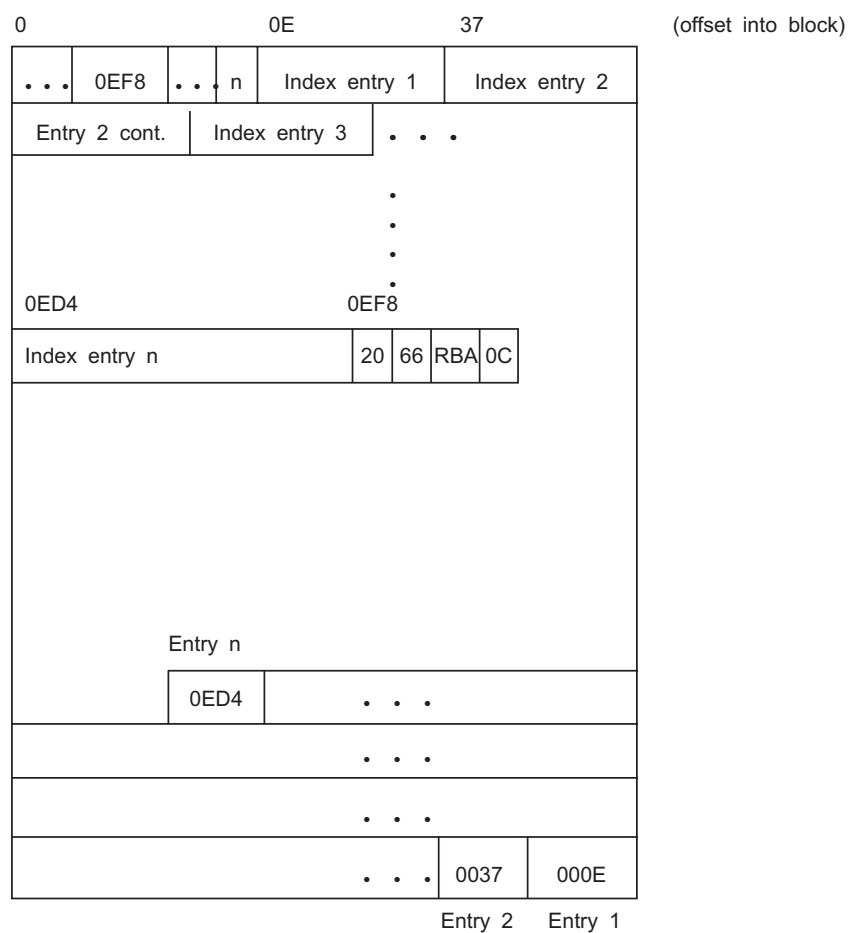 0 0E 37 (offset into block)
. . . 0EF8 . . . n Index entry 1 Index entry 2
Entry 2 cont. Index entry 3 . . .
.
.
.
.
0ED4 0EF8
Index entry n 20 66 RBA 0C
Entry n
0ED4 . . .
. . .
. . .
. . . 0037 000E
Entry 2 Entry 1